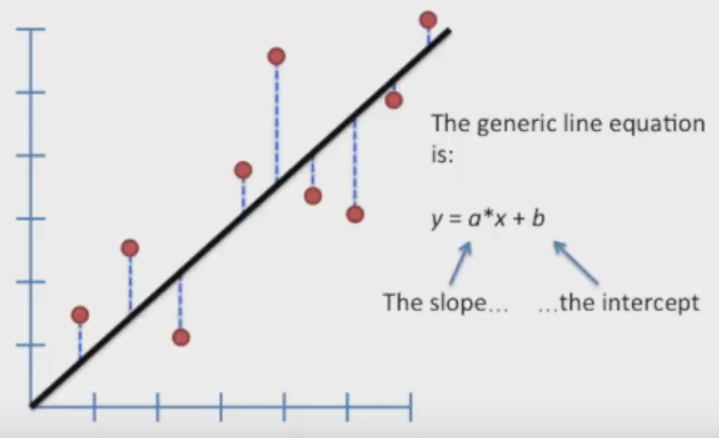 The generic line equation
is:
y = a*x + b
The slope... ...the intercept